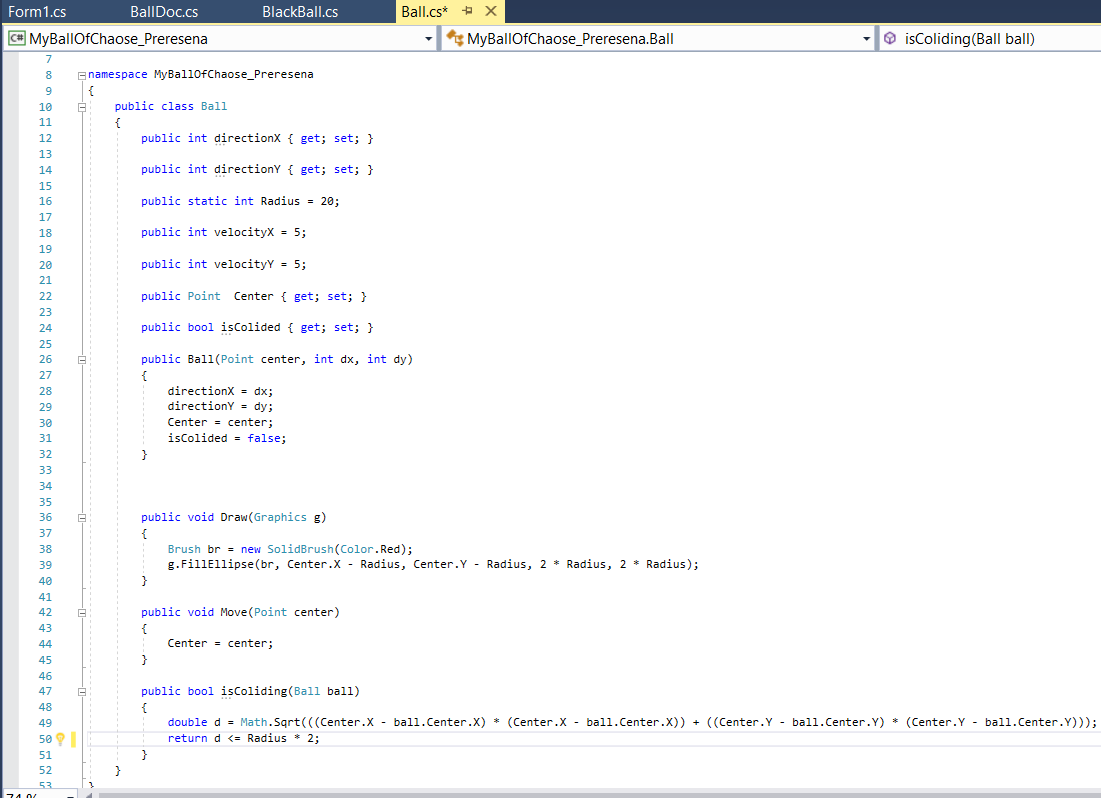 Form1.cs BallDoc.cs BlackBall.cs Ball.cs*
C# MyBallOfChaose_Preresena MyBallOfChaose_Preresena.Ball isColiding(Ball ball)
7
8 namespace MyBallOfChaose_Preresena
9 {
10 public class Ball
11 {
12 public int directionX { get; set; }
13
14 public int directionY { get; set; }
15
16 public static int Radius = 20;
17
18 public int velocityX = 5;
19
20 public int velocityY = 5;
21
22 public Point  Center { get; set; }
23
24 public bool isColided { get; set; }
25
26 public Ball(Point center, int dx, int dy)
27 {
28 directionX = dx;
29 directionY = dy;
30 Center = center;
31 isColided = false;
32 }
33
34
35
36 public void Draw(Graphics g)
37 {
38 Brush br = new SolidBrush(Color.Red);
39 g.FillEllipse(br, Center.X - Radius, Center.Y - Radius, 2 * Radius, 2 * Radius);
40 }
41
42 public void Move(Point center)
43 {
44 Center = center;
45 }
46
47 public bool isColiding(Ball ball)
48 {
49 double d = Math.Sqrt(((Center.X - ball.Center.X) * (Center.X - ball.Center.X)) + ((Center.Y - ball.Center.Y) * (Center.Y - ball.Center.Y)));
50 return d <= Radius * 2;
51 }
52 }
53 }
74 %